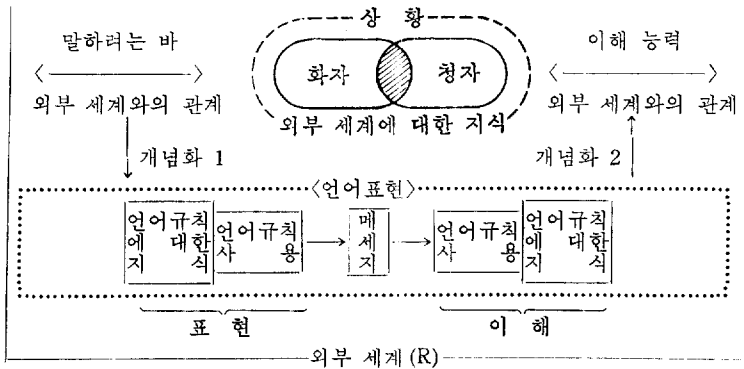 상 황
말하려는 바
이해 능력
화자
청자
외부 세계와의 관계
외부 세계에 대한 지식
외부 세계와의 관계
개념화 1
개념화 2
〈언어표현〉
언어규칙
에 대한
지 식
언어규칙
사 용
메
세
지
언어규칙
사 용
언어규칙
에 대한
지 식
표 현
이 해
외부 세계(R)